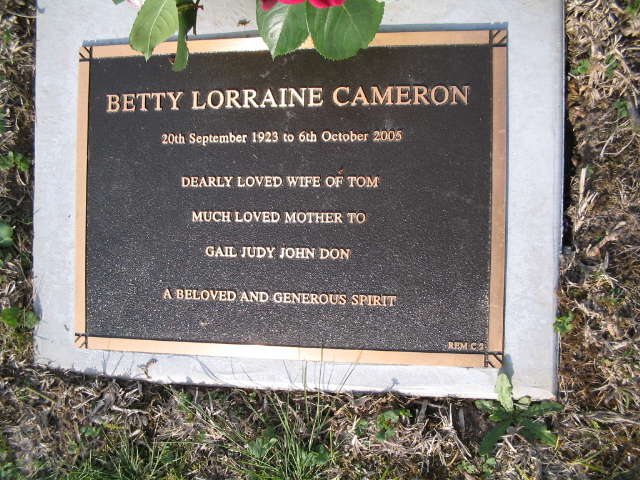 BETTY LORRAINE CAMERON
20th September 1923 to 6th October 2005
DEARLY LOVED WIFE OF TOM
MUCH LOVED MOTHER TO
GAIL JUDY JOHN DON
A BELOVED AND GENEROUS SPIRIT
REM C 2